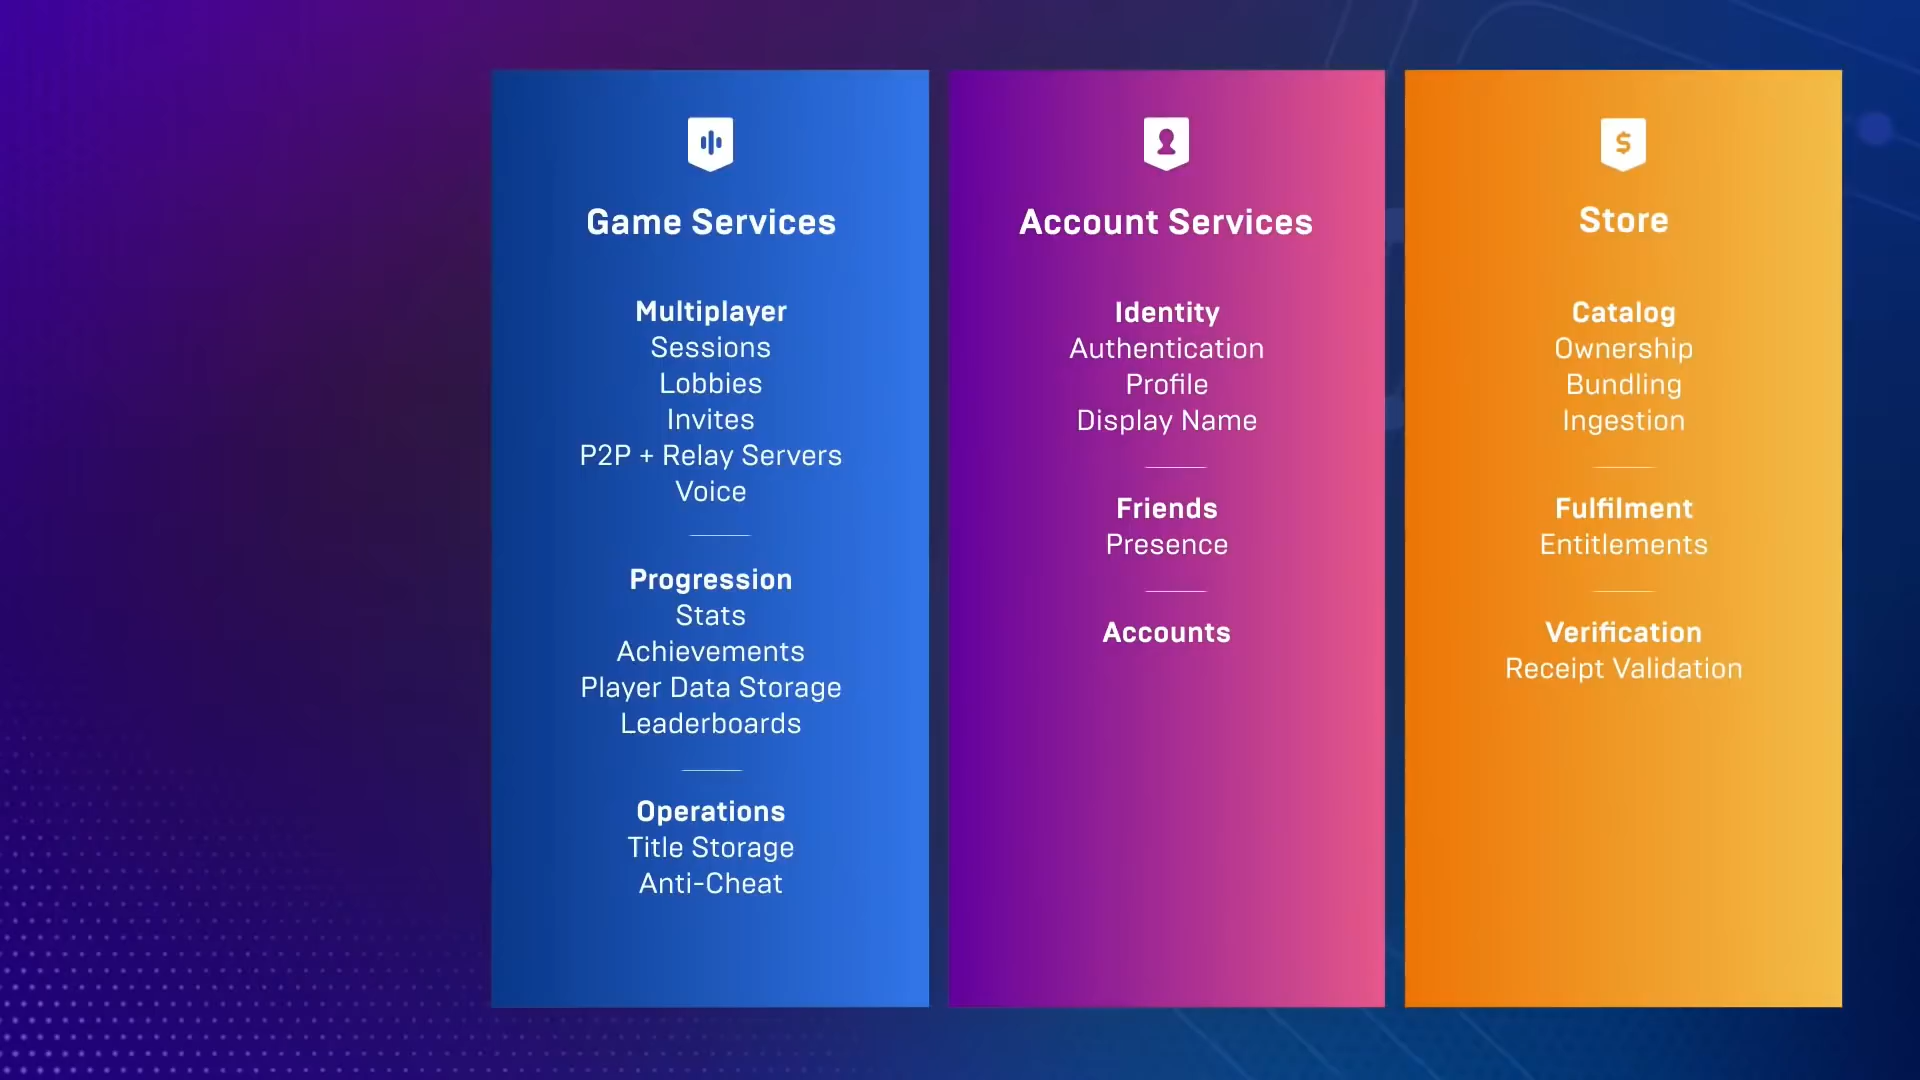 Game Services
Multiplayer
Sessions
Lobbies
Invites
P2P + Relay Servers
Voice
Progression
Stats
Achievements
Player Data Storage
Leaderboards
Operations
Title Storage
Anti-Cheat
Account Services
Identity
Authentication
Profile
Display Name
Friends
Presence
Accounts
$
Store
Catalog
Ownership
Bundling
Ingestion
Fulfilment
Entitlements
Verification
Receipt Validation